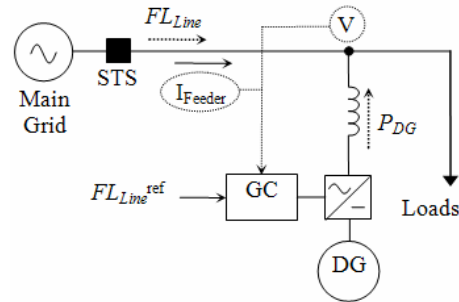 FL_Line
V
STS
Main
Grid
I_Feeder
P_DG
FL_Line^ref
GC
Loads
DG